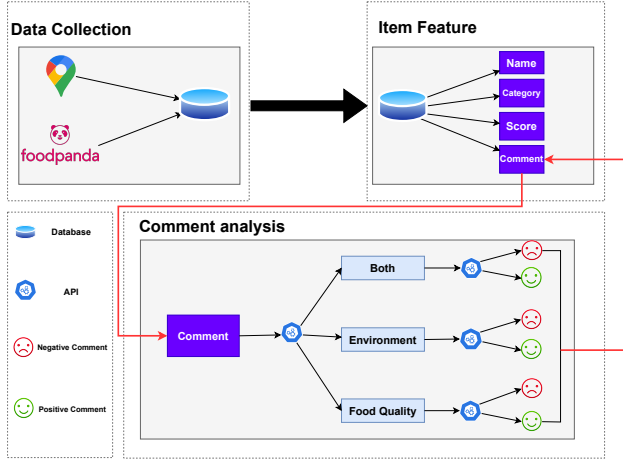 Data Collection
foodpanda
Item Feature
Name
Category
Score
Comment
Database
API
Negative Comment
Positive Comment
Comment analysis
Comment
Both
Environment
Food Quality